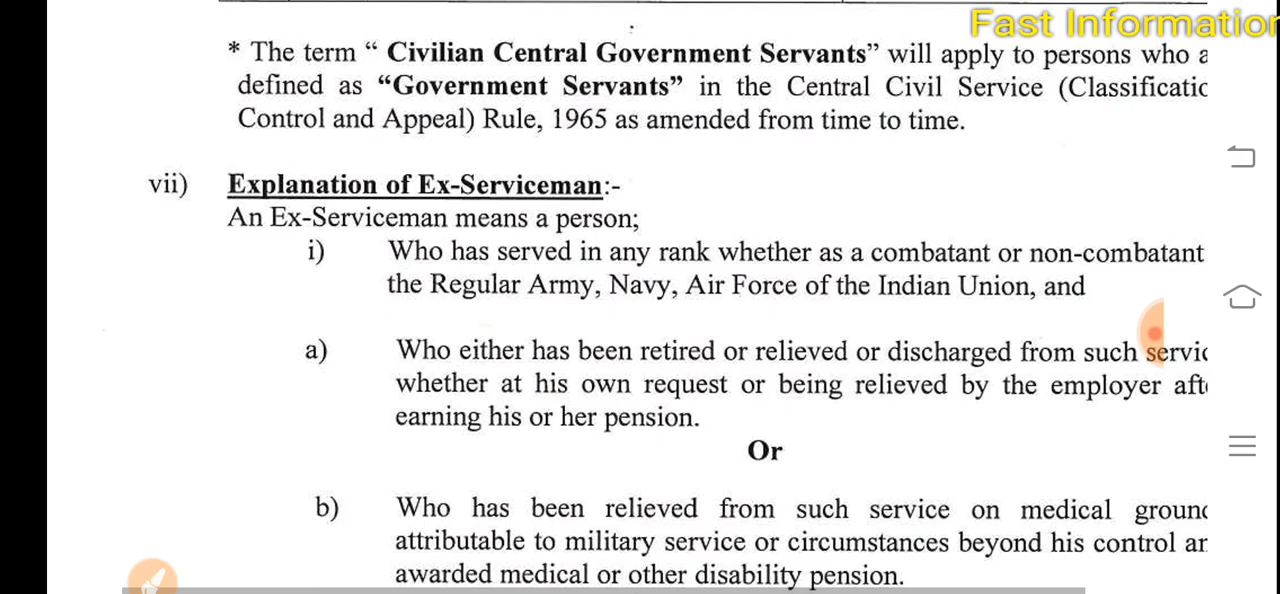 Fast Information
* The term “ Civilian Central Government Servants” will apply to persons who
defined as “Government Servants” in the Central Civil Service
Control and Appeal) Rule, 1965 as amended from time to time.
vii) Explanation of Ex-Serviceman:-
An Ex-Serviceman means a person;
i) Who has served in any rank whether as a combatant or non-combatant
the Regular Army, Navy, Air Force of the Indian Union, and
a) Who either has been retired or relieved or discharged from such
whether at his own request or being relieved by the employer
earning his or her pension.
Or
b) Who has been relieved from such service on medical
attributable to military service or circumstances beyond his control
awarded medical or other disability pension.